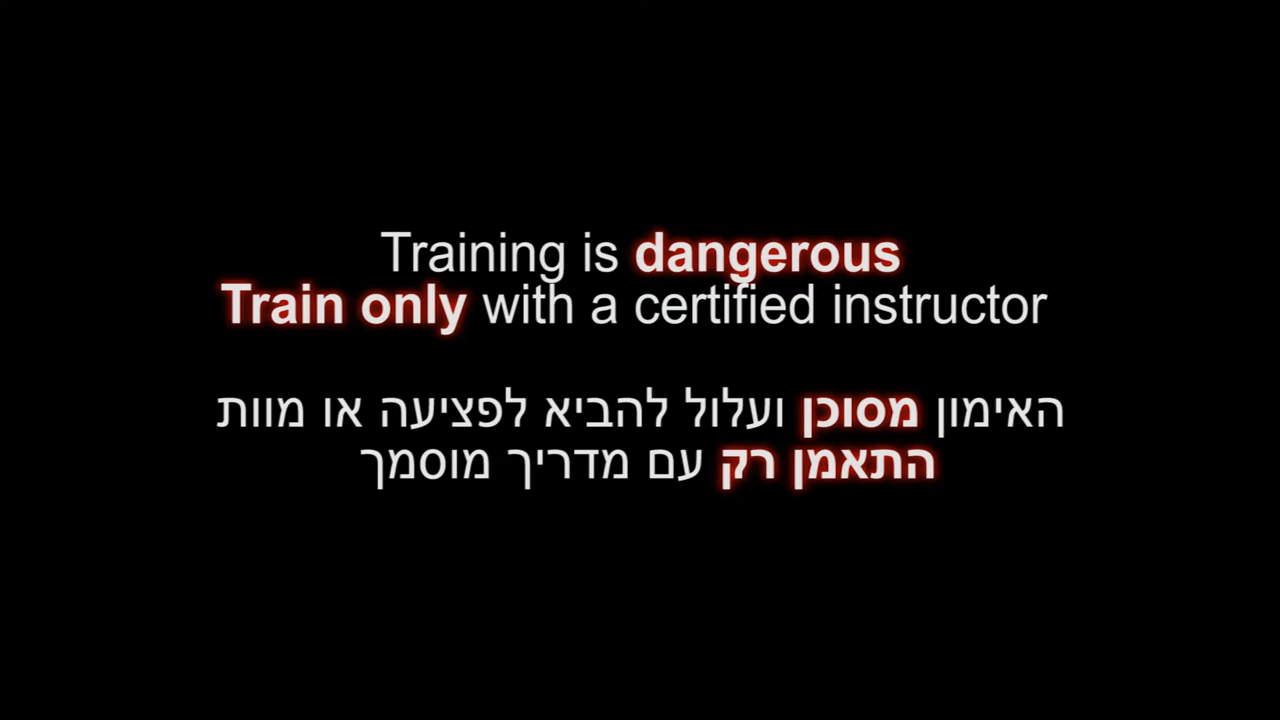 Training is dangerous
Train only with a certified instructor
האימון מסוכן ועלול להביא לפציעה או מוות
התאמן רק עם מדריך מוסמך